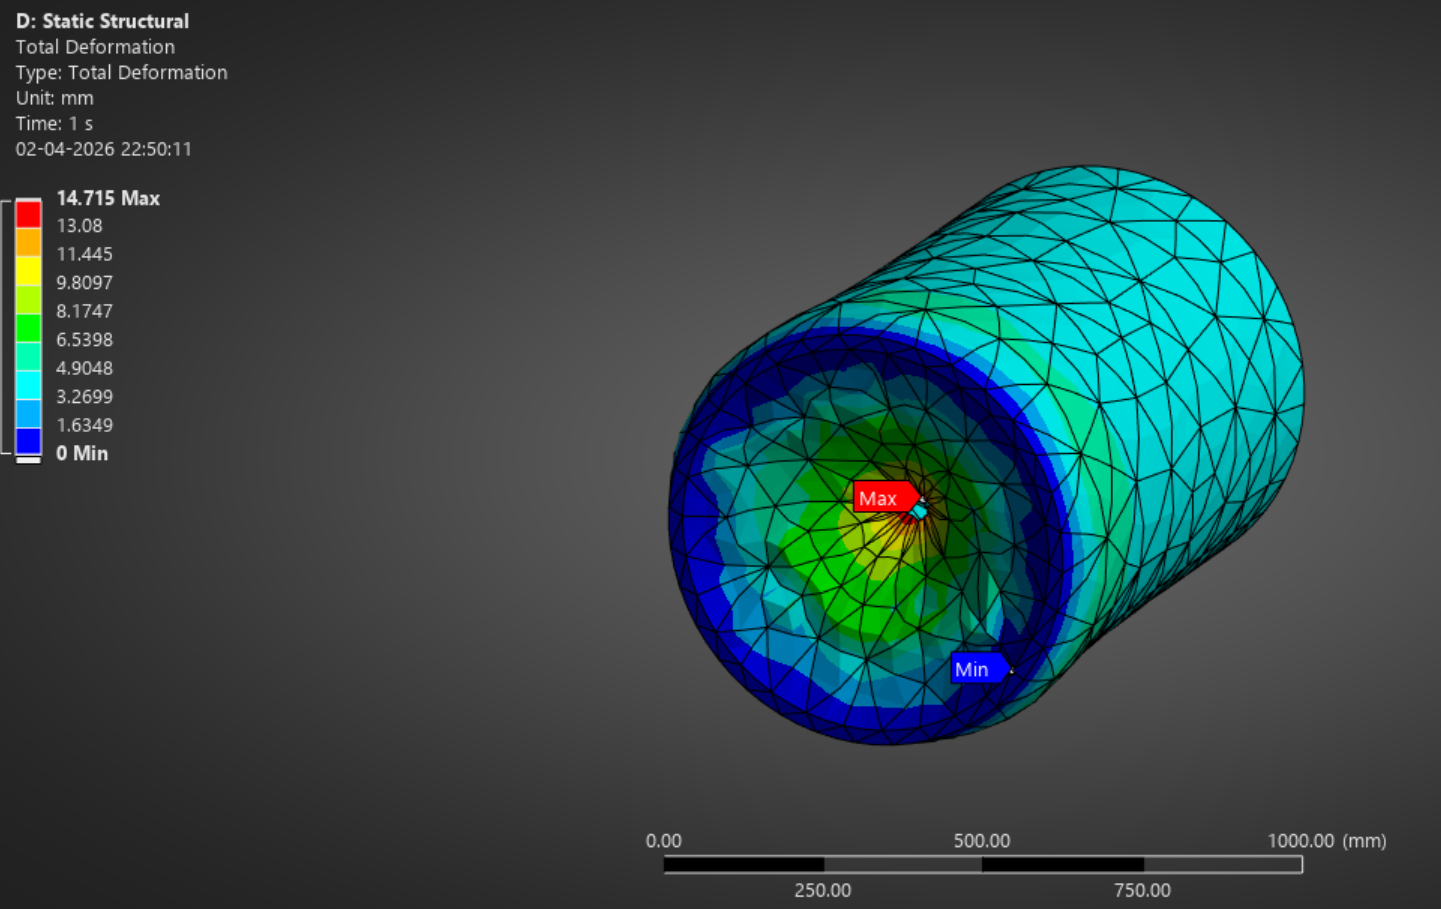 D: Static Structural
Total Deformation
Type: Total Deformation
Unit: mm
Time: 1 s
02-04-2026 22:50:11
14.715 Max
13.08
11.445
9.8097
8.1747
6.5398
4.9048
3.2699
1.6349
0 Min
Max
Min
0.00 500.00 1000.00 (mm)
250.00 750.00